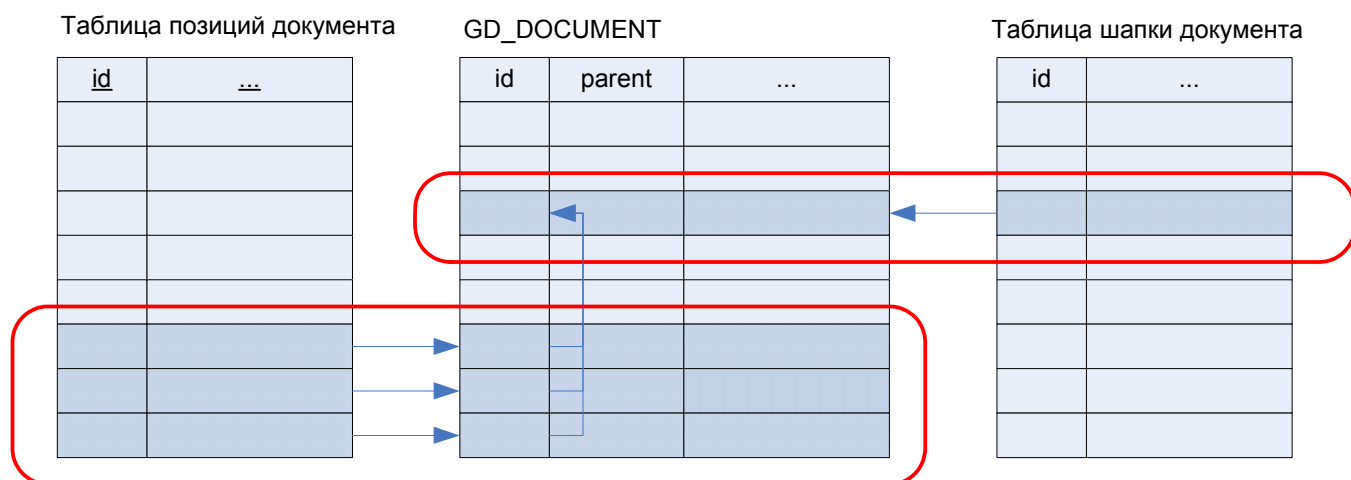 Таблица позиций документа
GD_DOCUMENT
Таблица шапки документа
id ...
id parent ...
id ...